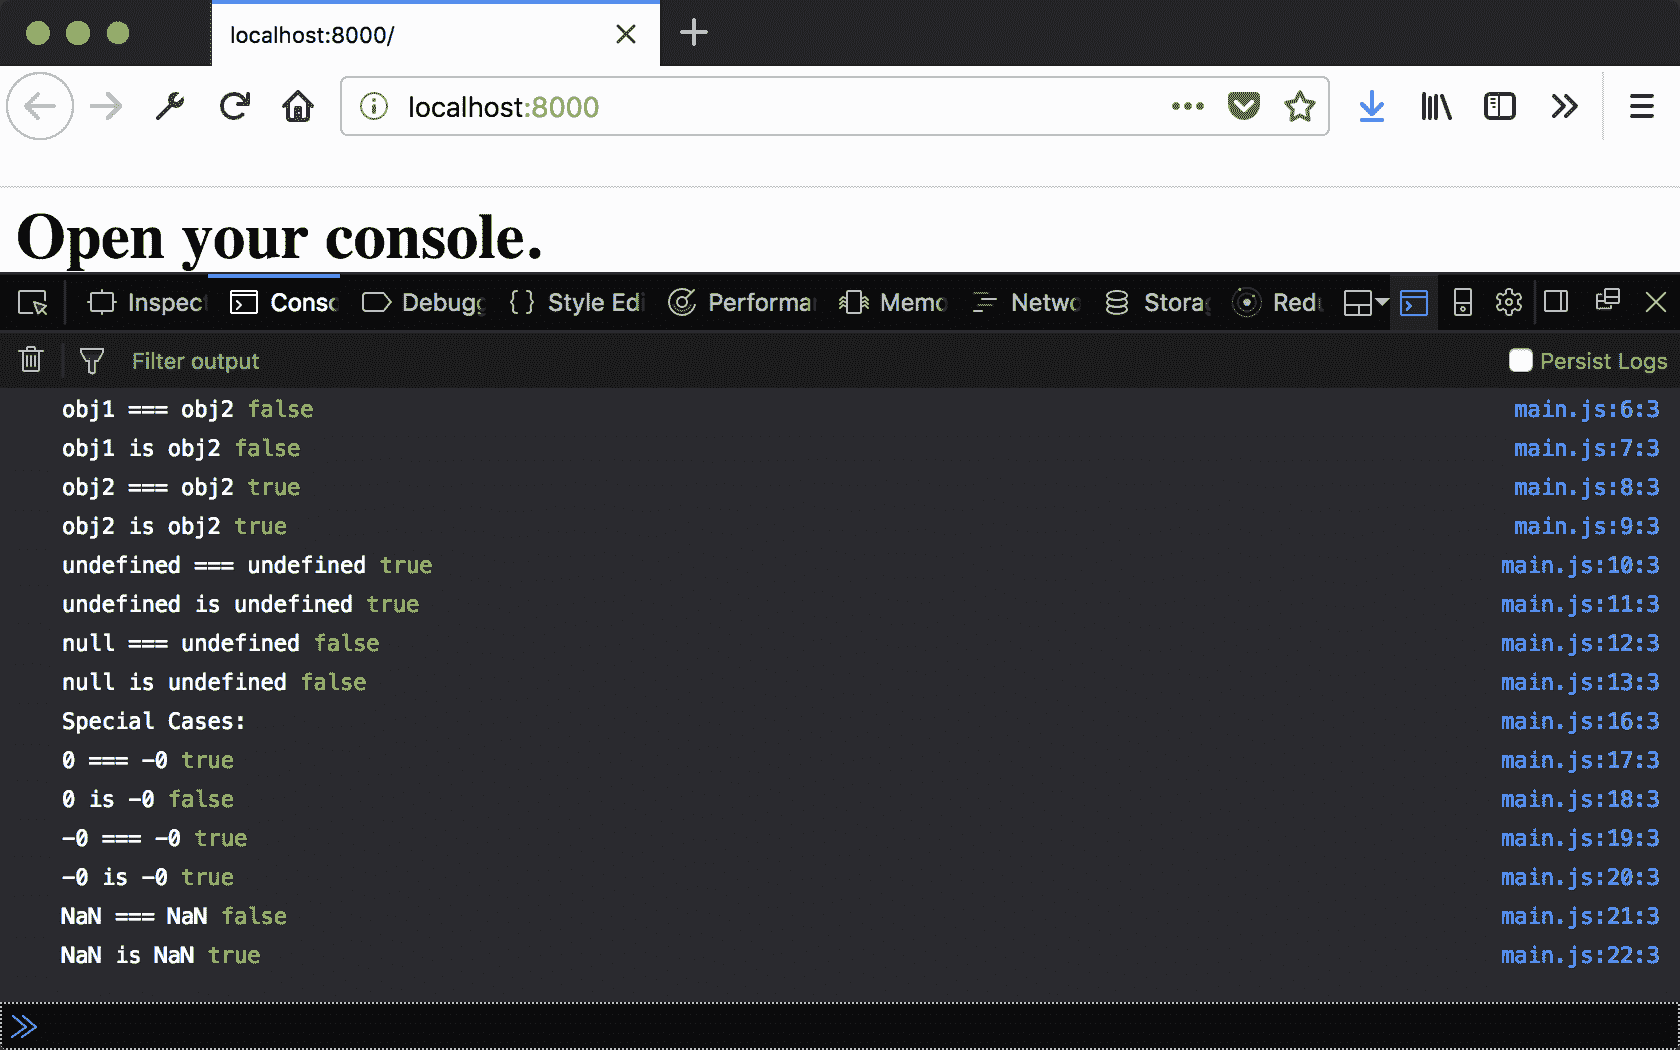 localhost:8000/
localhost:8000
Open your console.
Inspec Conso Debugg Style Edi Performa Memo Netwo Stora Redu
Filter output Persist Logs
obj1 === obj2 false main.js:6:3
obj1 is obj2 false main.js:7:3
obj2 === obj2 true main.js:8:3
obj2 is obj2 true main.js:9:3
undefined === undefined true main.js:10:3
undefined is undefined true main.js:11:3
null === undefined false main.js:12:3
null is undefined false main.js:13:3
Special Cases: main.js:16:3
0 === -0 true main.js:17:3
0 is -0 false main.js:18:3
-0 === -0 true main.js:19:3
-0 is -0 true main.js:20:3
NaN === NaN false main.js:21:3
NaN is NaN true main.js:22:3